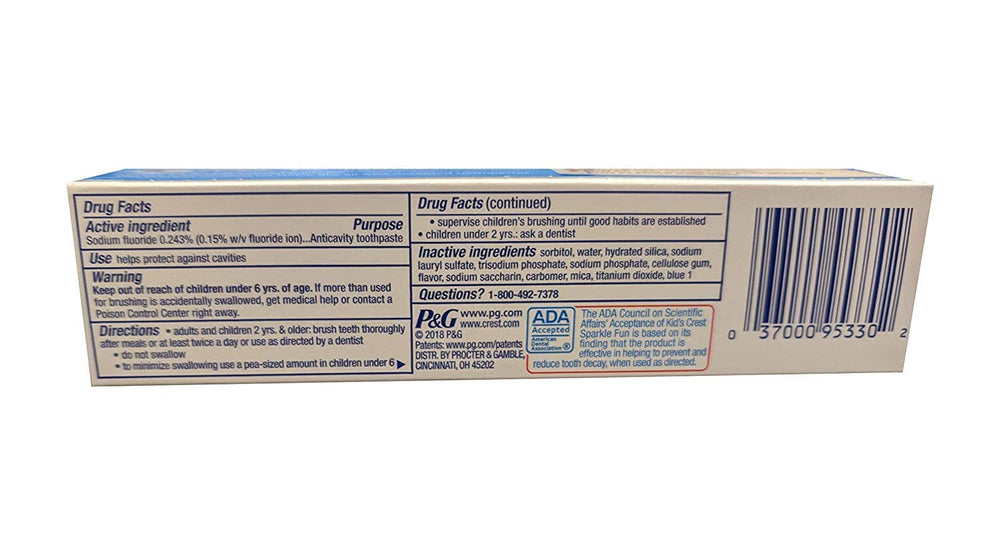 Drug Facts
Active ingredient Purpose
Sodium fluoride 0.243% (0.15% w/v fluoride ion)...Anticavity toothpaste
Use helps protect against cavities
Warning
Keep out of reach of children under 6 yrs. of age. If more than used
for brushing is accidentally swallowed, get medical help or contact a
Poison Control Center right away.
Directions • adults and children 2 yrs. & older: brush teeth thoroughly
after meals or at least twice a day or use as directed by a dentist
• do not swallow
• to minimize swallowing use a pea-sized amount in children under 6 ▶
Drug Facts (continued)
• supervise children's brushing until good habits are established
• children under 2 yrs.: ask a dentist
Inactive ingredients sorbitol, water, hydrated silica, sodium
lauryl sulfate, trisodium phosphate, sodium phosphate, cellulose gum,
flavor, sodium saccharin, carbomer, mica, titanium dioxide, blue 1
Questions? 1-800-492-7378
P&G www.pg.com
www.crest.com
© 2018 P&G
Patents: www.pg.com/patents
DISTR. BY PROCTER & GAMBLE,
CINCINNATI, OH 45202
ADA
Accepted
American
Dental
Association ®
The ADA Council on Scientific
Affairs' Acceptance of Kid's Crest
Sparkle Fun is based on its
finding that the product is
effective in helping to prevent and
reduce tooth decay, when used as directed.
0 37000 95330 2